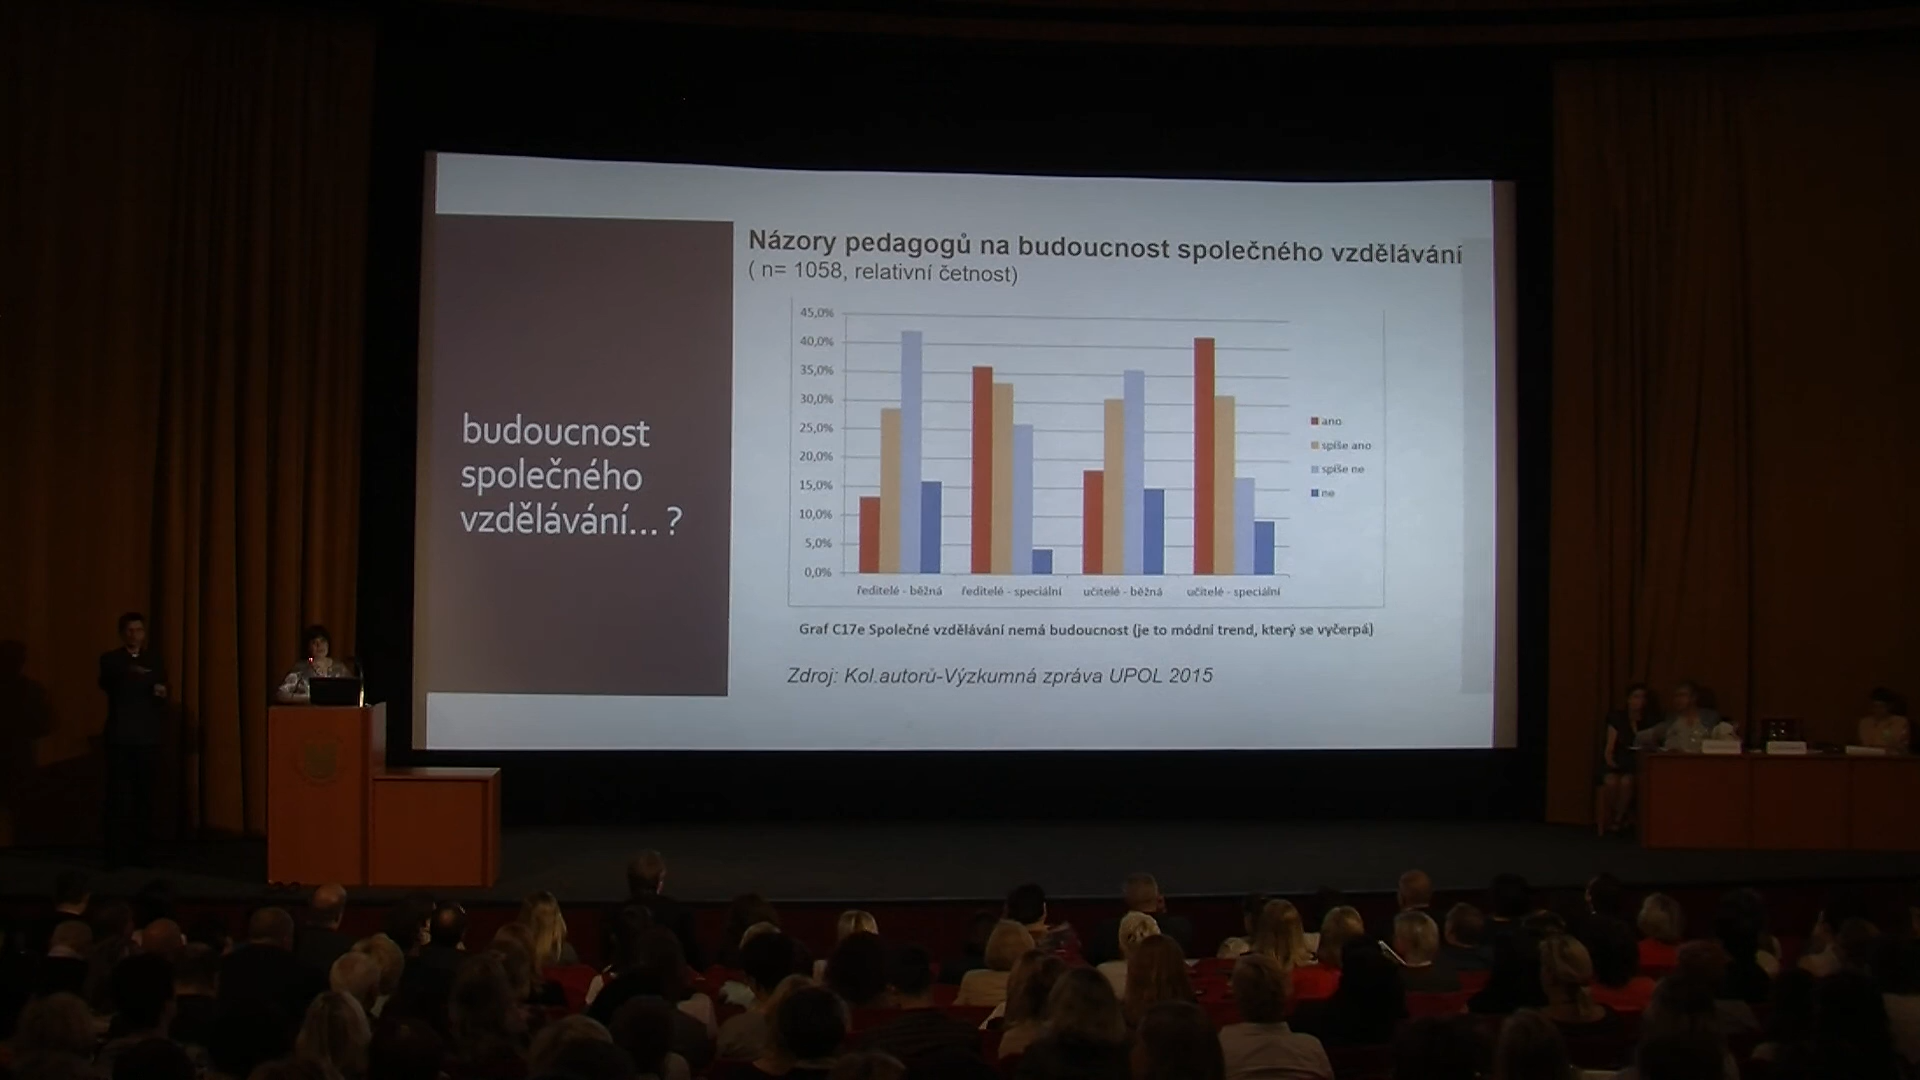 budoucnost
společného
vzdělávání... ?
Názory pedagogů na budoucnost společného vzdělávání
( n= 1058, relativní četnost)
45,0%
40,0%
35,0%
30,0%
25,0%
20,0%
15,0%
10,0%
5,0%
0,0%
ředitelé - běžná
ředitelé - speciální
učitelé - běžná
učitelé - speciální
ano
spíše ano
spíše ne
ne
Graf C17e Společné vzdělávání nemá budoucnost (je to módní trend, který se vyčerpá)
Zdroj: Kol.autorů-Výzkumná zpráva UPOL 2015